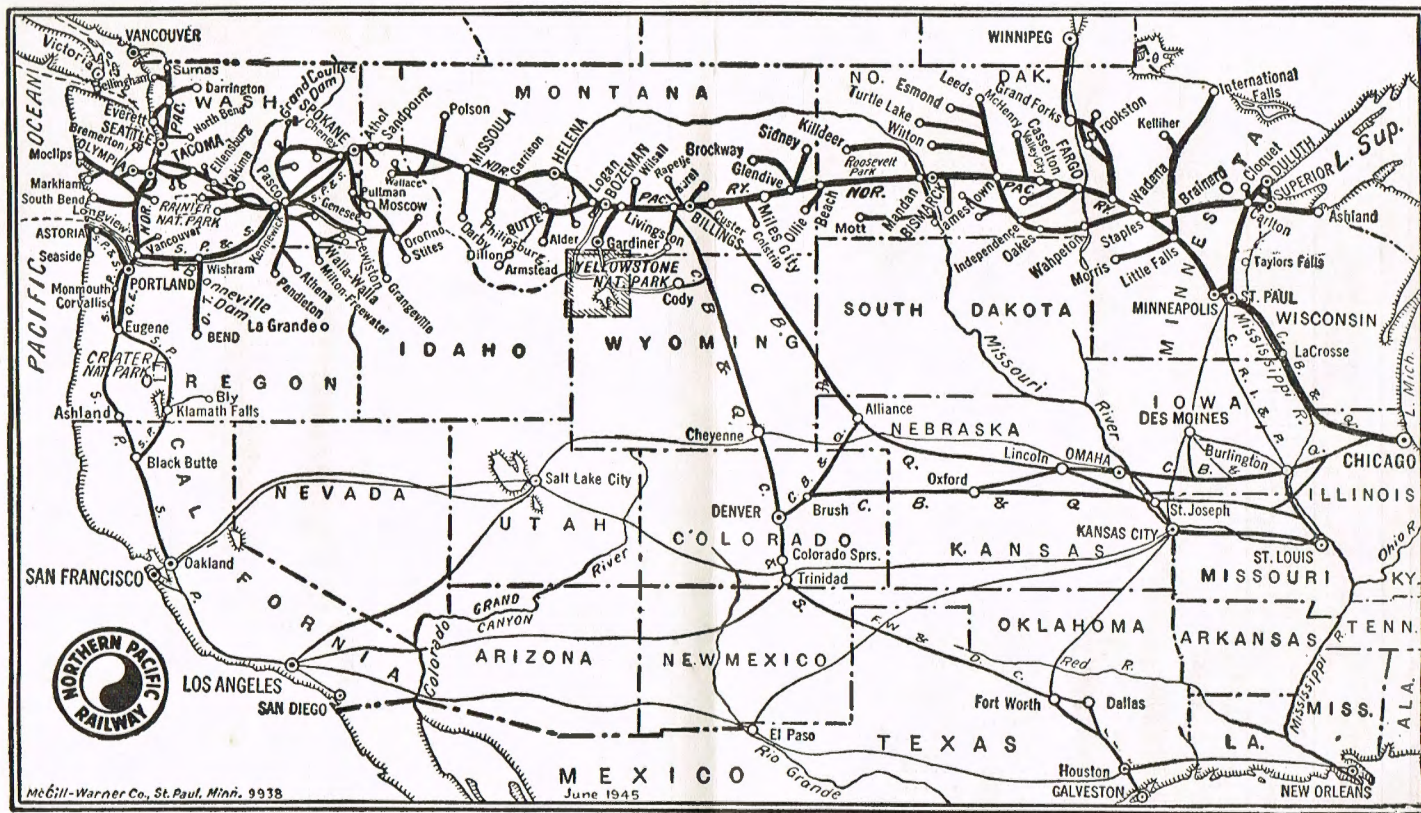 VANCOUVER
Victoria
Sumas
Bellingham
Darrington
WASH.
Everett
SEATTLE
PAC.
North Bend
Bremerton
OLYMPIA
TACOMA
Moclips
Ellensburg
Yakima
Grand Coulee Dam
Cheney
SPOKANE
Athol
Sandpoint
Polson
Markham
South Bend
RAINIER NAT. PARK
Pasco
Longview
NOR.
Vancouver
Kennewick
S. P. & S.
ASTORIA
Seaside
S. P. & S.
Wishram
PORTLAND
Bonneville Dam
O. T.
BEND
Monmouth
Corvallis
S.P.
O.E.
Eugene
S. P.
CRATER NAT. PARK
OREGON
Bly
Klamath Falls
Ashland
S.P.
Black Butte
PACIFIC OCEAN
S.P.&S.
Genesee
Pullman
Moscow
Wallace
Lewiston
Orofino
Stites
Grangeville
Walla-Walla
Milton-Freewater
Athena
Pendleton
La Grande
MONTANA
MISSOULA
NOR.
Garrison
HELENA
Darby
Philipsburg
BUTTE
Dillon
Alder
Armstead
Logan
BOZEMAN
Wilsall
PAC.
Rapelje
Laurel
Livingston
Gardiner
YELLOWSTONE NAT. PARK
Cody
BILLINGS
RY.
Custer
Brockway
Glendive
Sidney
Miles City
Colstrip
Ollie
Beach
IDAHO
WYOMING
C. B. & Q.
C. B. & Q.
NO. DAK.
Killdeer
Roosevelt Park
NOR.
Mott
Mandan
BISMARCK
Turtle Lake
Wilton
Esmond
Leeds
McHenry
Jamestown
Valley City
PAC.
Casselton
FARGO
Grand Forks
WINNIPEG
Crookston
Independence
Oakes
Wahpeton
RY.
Wadena
Staples
Morris
Little Falls
Brainerd
Kelliher
International Falls
MINNESOTA
Cloquet
DULUTH
SUPERIOR
L. Sup.
Carlton
Ashland
Taylors Falls
MINNEAPOLIS
ST. PAUL
WISCONSIN
Mississippi R.
C. B. & Q.
LaCrosse
L. Mich.
C. R. I. & P.
SOUTH DAKOTA
Missouri River
IOWA
DES MOINES
Burlington
C. B. & Q.
CHICAGO
ILLINOIS
Cheyenne
Alliance
NEBRASKA
Q.
Lincoln
OMAHA
Oxford
Brush
C. B. & Q.
C. B. & Q.
St. Joseph
KANSAS CITY
ST. LOUIS
Ohio R.
NEVADA
Salt Lake City
UTAH
DENVER
COLORADO
Colorado Sprs.
Trinidad
C. & S.
KANSAS
MISSOURI
KY.
Oakland
SAN FRANCISCO
S. P.
CALIFORNIA
GRAND CANYON
Colorado River
ARIZONA
NEW MEXICO
F. W. & D. C.
OKLAHOMA
Red R.
ARKANSAS
TENN.
Mississippi R.
MISS.
ALA.
LOS ANGELES
SAN DIEGO
Fort Worth
Dallas
El Paso
TEXAS
LA.
Rio Grande
MEXICO
Houston
GALVESTON
NEW ORLEANS
NORTHERN PACIFIC RAILWAY
McGill-Warner Co., St. Paul, Minn. 9938
June 1945